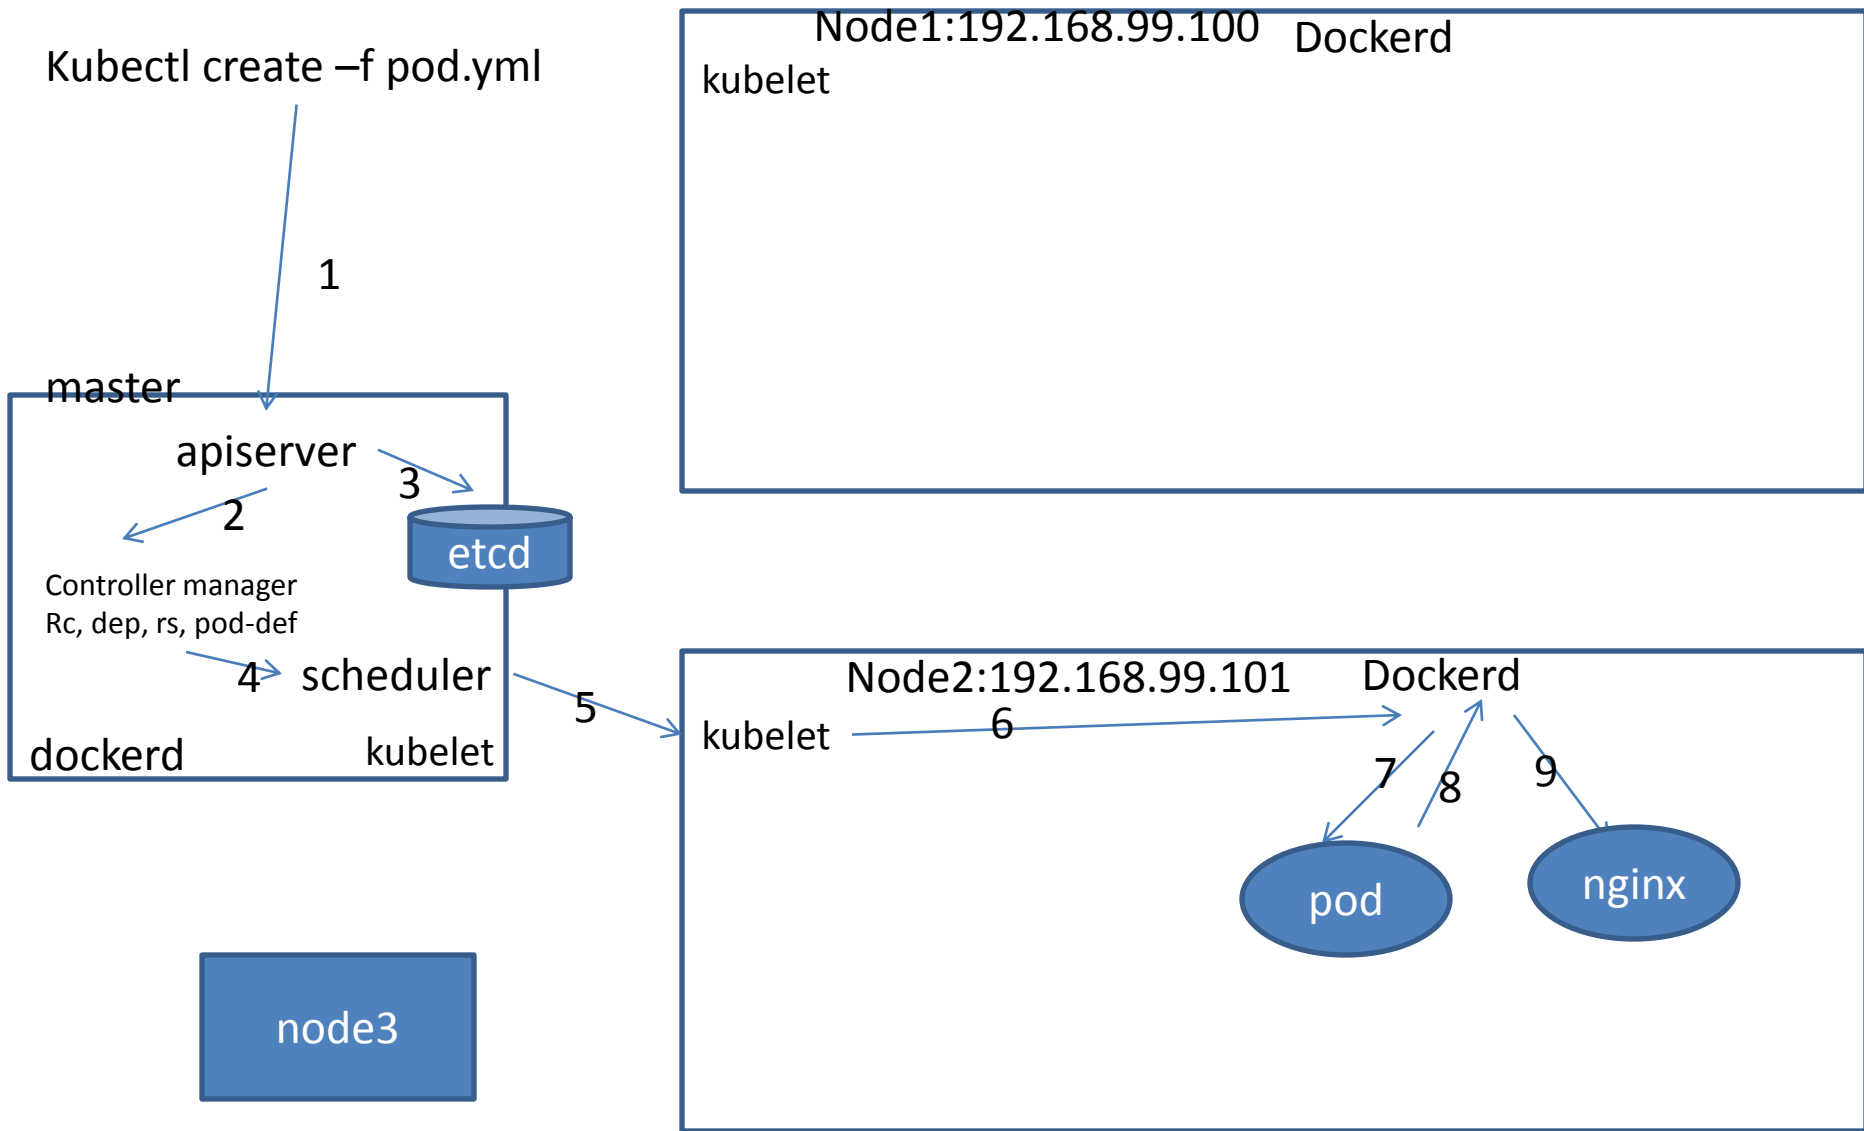 Kubectl create –f pod.yml
1
master
apiserver
2
3
etcd
Controller manager
Rc, dep, rs, pod-def
4
scheduler
dockerd
kubelet
5
node3
Node1:192.168.99.100
Dockerd
kubelet
Node2:192.168.99.101
Dockerd
kubelet
6
7
8
9
pod
nginx